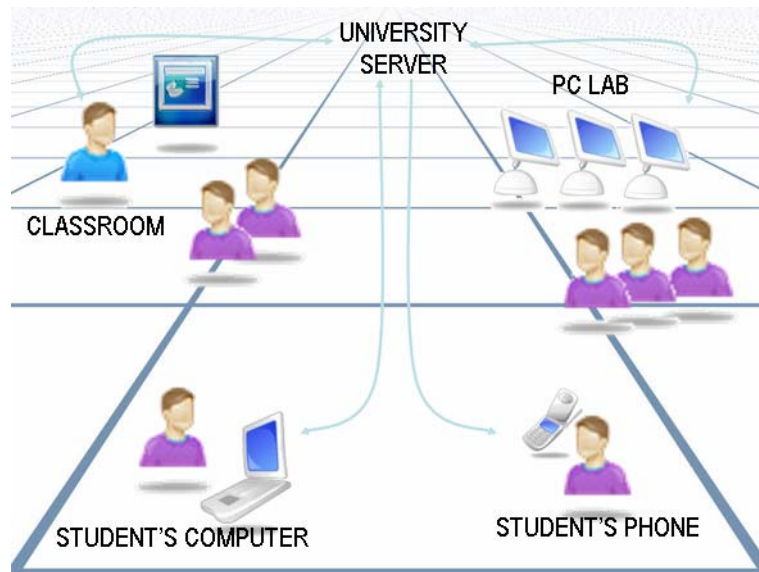 UNIVERSITY
SERVER
PC LAB
CLASSROOM
STUDENT'S COMPUTER
STUDENT'S PHONE